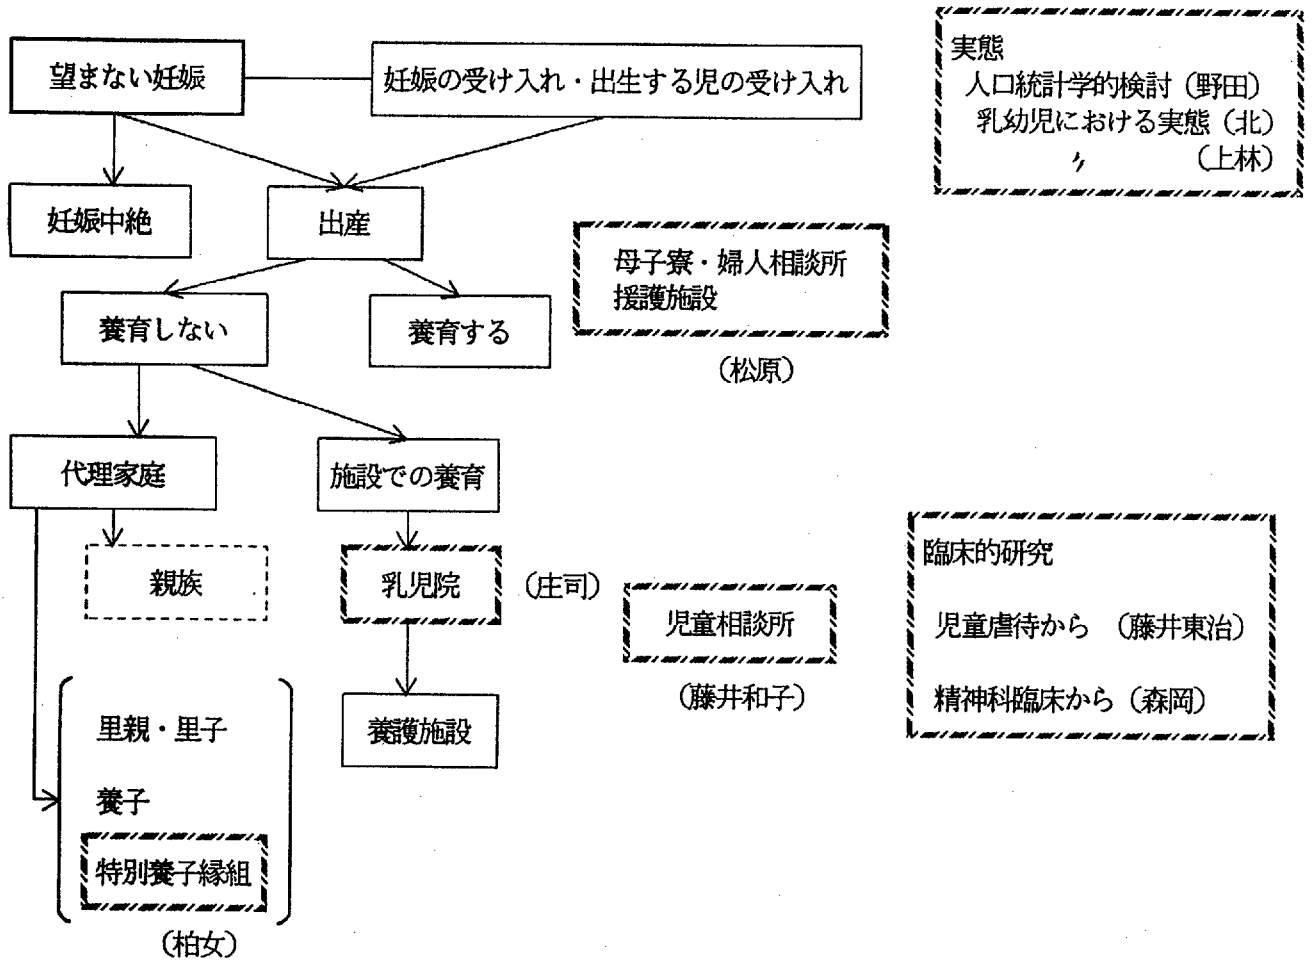 望まない妊娠
妊娠の受け入れ・出生する児の受け入れ
実態
人口統計学的検討（野田）
乳幼児における実態（北）
〃　（上林）
妊娠中絶
出産
母子寮・婦人相談所
援護施設
（松原）
養育しない
養育する
代理家庭
施設での養育
親族
乳児院
（庄司）
児童相談所
（藤井和子）
臨床的研究
児童虐待から　（藤井東治）
精神科臨床から（森岡）
里親・里子
養護施設
養子
特別養子縁組
（柏女）